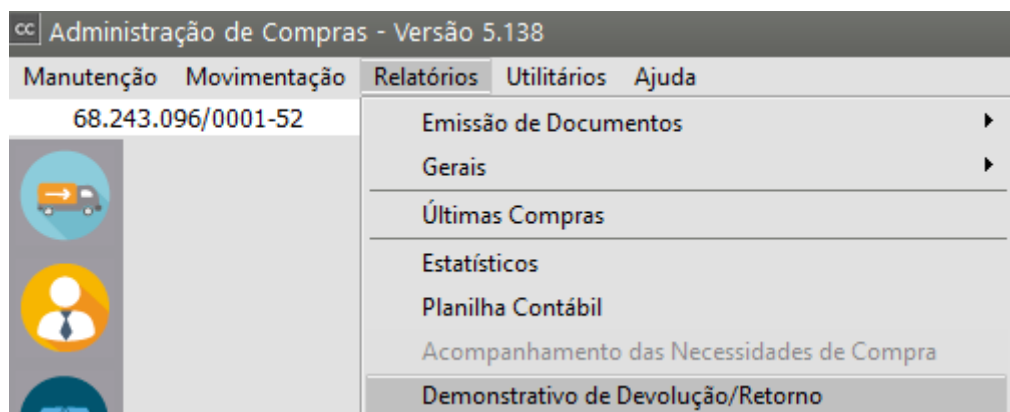 cc Administração de Compras - Versão 5.138
Manutenção Movimentação Relatórios Utilitários Ajuda
68.243.096/0001-52
Emissão de Documentos
Gerais
Últimas Compras
Estatísticos
Planilha Contábil
Acompanhamento das Necessidades de Compra
Demonstrativo de Devolução/Retorno